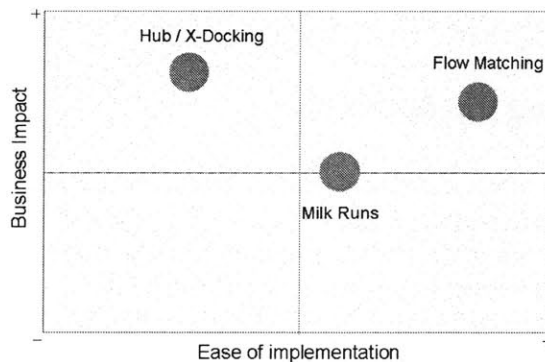 +
Hub / X-Docking
Flow Matching
Business Impact
Milk Runs
–
Ease of implementation